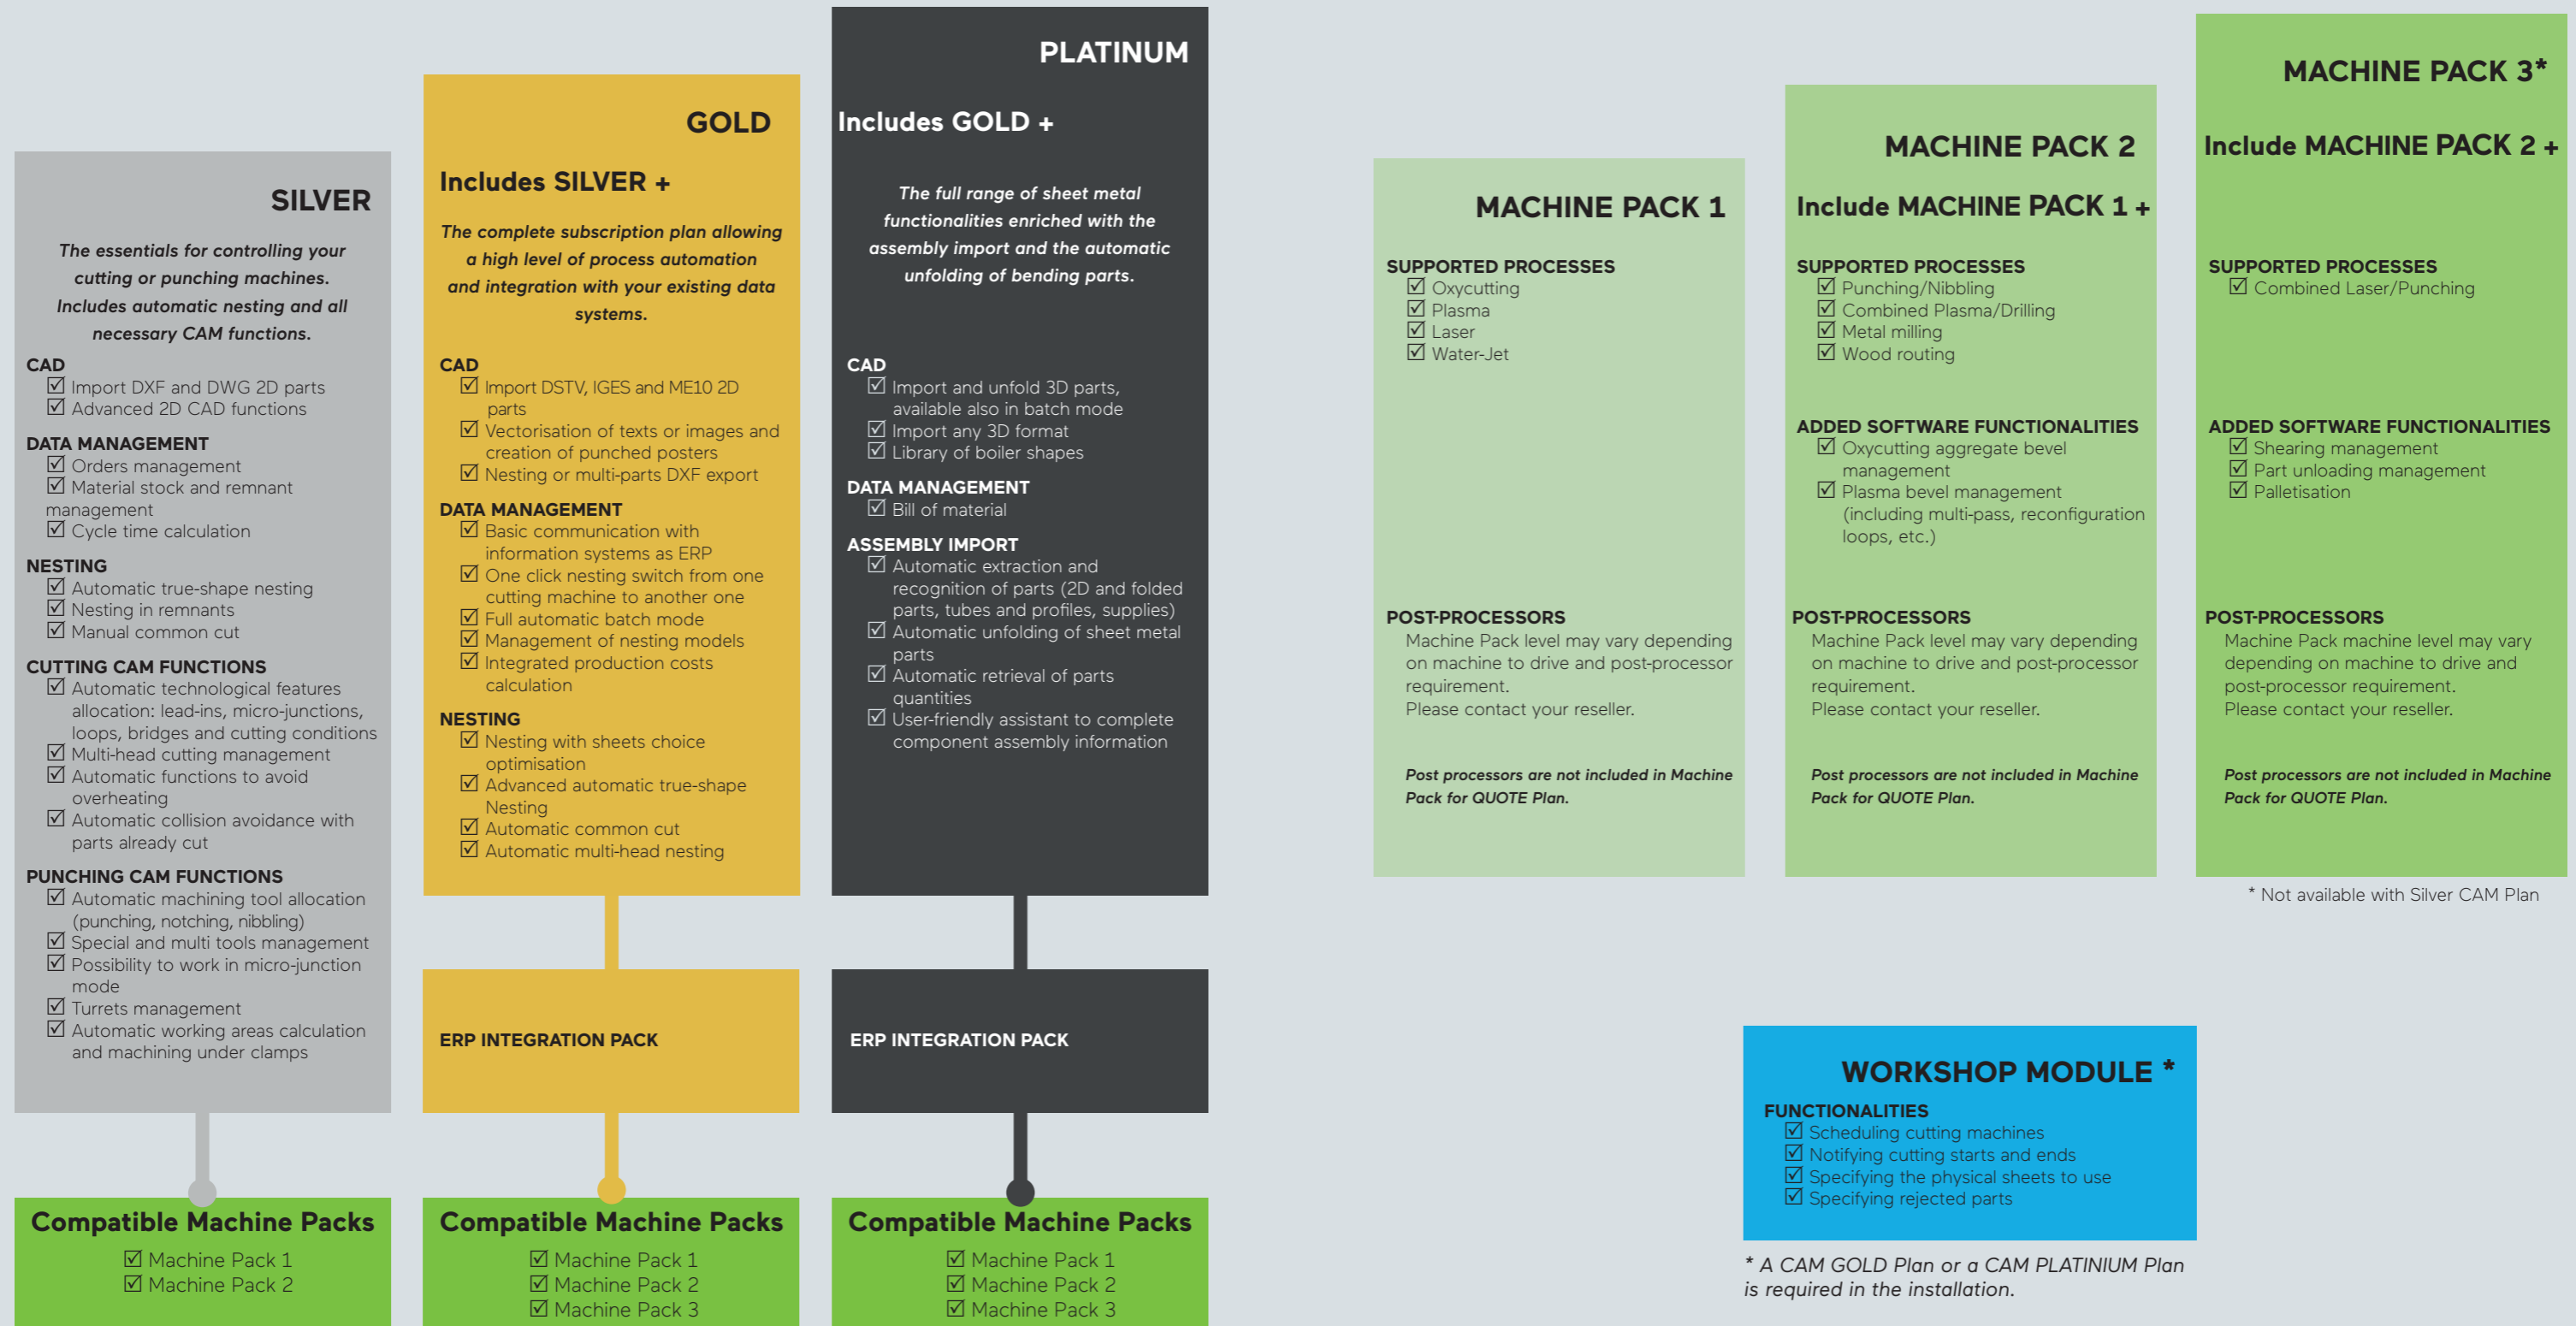 SILVER
The essentials for controlling your
cutting or punching machines.
Includes automatic nesting and all
necessary CAM functions.
CAD
☑ Import DXF and DWG 2D parts
☑ Advanced 2D CAD functions
DATA MANAGEMENT
☑ Orders management
☑ Material stock and remnant
management
☑ Cycle time calculation
NESTING
☑ Automatic true-shape nesting
☑ Nesting in remnants
☑ Manual common cut
CUTTING CAM FUNCTIONS
☑ Automatic technological features
allocation: lead-ins, micro-junctions,
loops, bridges and cutting conditions
☑ Multi-head cutting management
☑ Automatic functions to avoid
overheating
☑ Automatic collision avoidance with
parts already cut
PUNCHING CAM FUNCTIONS
☑ Automatic machining tool allocation
(punching, notching, nibbling)
☑ Special and multi tools management
☑ Possibility to work in micro-junction
mode
☑ Turrets management
☑ Automatic working areas calculation
and machining under clamps
Compatible Machine Packs
☑ Machine Pack 1
☑ Machine Pack 2
GOLD
Includes SILVER +
The complete subscription plan allowing
a high level of process automation
and integration with your existing data
systems.
CAD
☑ Import DSTV, IGES and ME10 2D
parts
☑ Vectorisation of texts or images and
creation of punched posters
☑ Nesting or multi-parts DXF export
DATA MANAGEMENT
☑ Basic communication with
information systems as ERP
☑ One click nesting switch from one
cutting machine to another one
☑ Full automatic batch mode
☑ Management of nesting models
☑ Integrated production costs
calculation
NESTING
☑ Nesting with sheets choice
optimisation
☑ Advanced automatic true-shape
Nesting
☑ Automatic common cut
☑ Automatic multi-head nesting
ERP INTEGRATION PACK
Compatible Machine Packs
☑ Machine Pack 1
☑ Machine Pack 2
☑ Machine Pack 3
PLATINUM
Includes GOLD +
The full range of sheet metal
functionalities enriched with the
assembly import and the automatic
unfolding of bending parts.
CAD
☑ Import and unfold 3D parts,
available also in batch mode
☑ Import any 3D format
☑ Library of boiler shapes
DATA MANAGEMENT
☑ Bill of material
ASSEMBLY IMPORT
☑ Automatic extraction and
recognition of parts (2D and folded
parts, tubes and profiles, supplies)
☑ Automatic unfolding of sheet metal
parts
☑ Automatic retrieval of parts
quantities
☑ User-friendly assistant to complete
component assembly information
ERP INTEGRATION PACK
Compatible Machine Packs
☑ Machine Pack 1
☑ Machine Pack 2
☑ Machine Pack 3
MACHINE PACK 1
SUPPORTED PROCESSES
☑ Oxycutting
☑ Plasma
☑ Laser
☑ Water-Jet
POST-PROCESSORS
Machine Pack level may vary depending
on machine to drive and post-processor
requirement.
Please contact your reseller.
Post processors are not included in Machine
Pack for QUOTE Plan.
MACHINE PACK 2
Include MACHINE PACK 1 +
SUPPORTED PROCESSES
☑ Punching/Nibbling
☑ Combined Plasma/Drilling
☑ Metal milling
☑ Wood routing
ADDED SOFTWARE FUNCTIONALITIES
☑ Oxycutting aggregate bevel
management
☑ Plasma bevel management
(including multi-pass, reconfiguration
loops, etc.)
POST-PROCESSORS
Machine Pack level may vary depending
on machine to drive and post-processor
requirement.
Please contact your reseller.
Post processors are not included in Machine
Pack for QUOTE Plan.
MACHINE PACK 3*
Include MACHINE PACK 2 +
SUPPORTED PROCESSES
☑ Combined Laser/Punching
ADDED SOFTWARE FUNCTIONALITIES
☑ Shearing management
☑ Part unloading management
☑ Palletisation
POST-PROCESSORS
Machine Pack machine level may vary
depending on machine to drive and
post-processor requirement.
Please contact your reseller.
Post processors are not included in Machine
Pack for QUOTE Plan.
* Not available with Silver CAM Plan
WORKSHOP MODULE *
FUNCTIONALITIES
☑ Scheduling cutting machines
☑ Notifying cutting starts and ends
☑ Specifying the physical sheets to use
☑ Specifying rejected parts
* A CAM GOLD Plan or a CAM PLATINIUM Plan
is required in the installation.